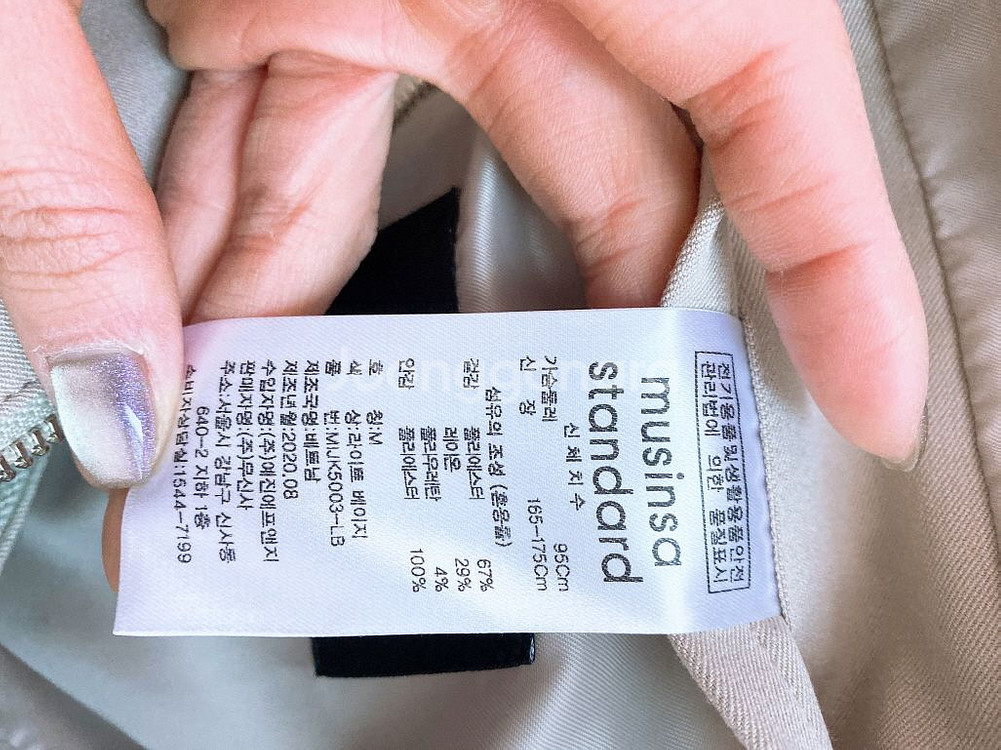 전기용품및생활용품안전
관리법에 의한 품질표시
musinsa
standard
신체치수
가슴둘레 95Cm
신 장 165-175Cm
섬유의 조성 (혼용율)
겉감 폴리에스터 67%
레이온 29%
폴리우레탄 4%
안감 폴리에스터 100%
호 칭:M
색 상:라이트 베이지
품 번:MIJK5003-LB
제조국명:베트남
제조년월:2020.08
수입자명:(주)예진에프앤지
판매자명:(주)무신사
주소:서울시 강남구 신사동
640-2 지하 1층
소비자상담실:1544-7199